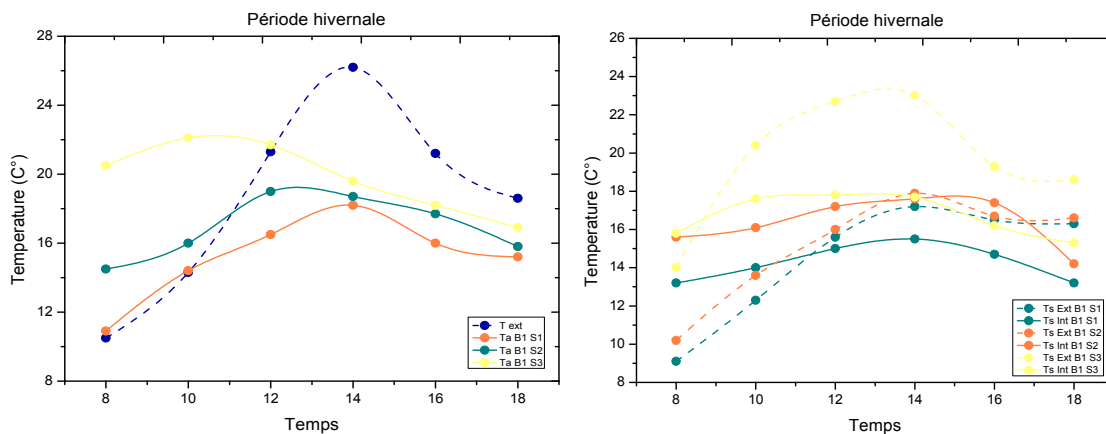 Période hivernale
28
24
20
16
12
8
Temperature (C°)
8
10
12
14
16
18
Temps
T ext
Ta B1 S1
Ta B1 S2
Ta B1 S3
Période hivernale
26
24
22
20
18
16
14
12
10
8
Temperature (C°)
8
10
12
14
16
18
Temps
Ts Ext B1 S1
Ts Int B1 S1
Ts Ext B1 S2
Ts Int B1 S2
Ts Ext B1 S3
Ts Int B1 S3